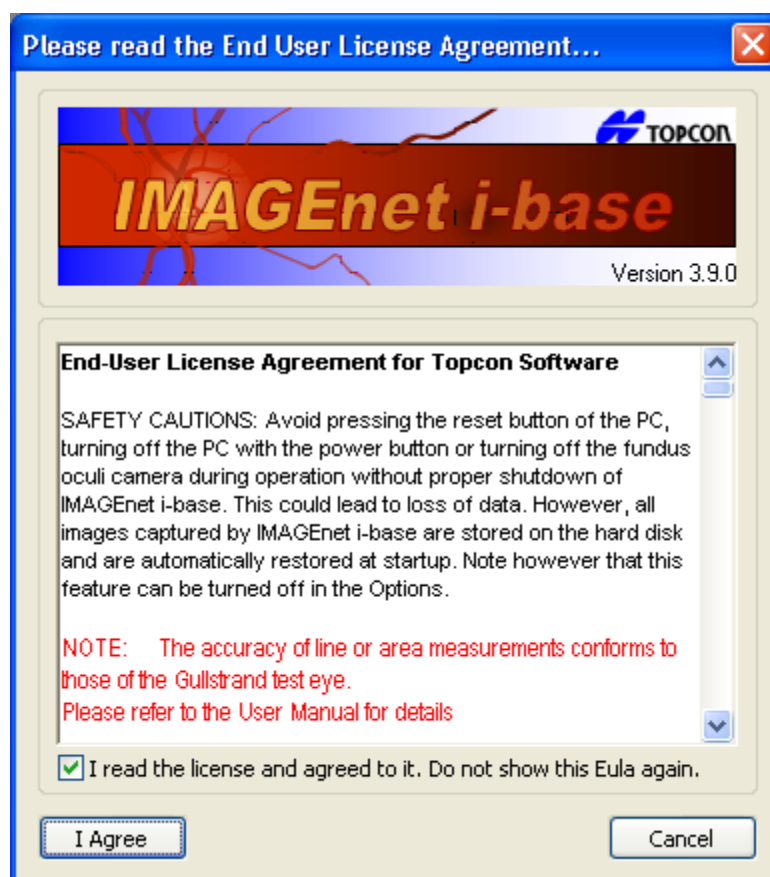 Please read the End User License Agreement...
TOPCON
IMAGEnet i-base
Version 3.9.0
End-User License Agreement for Topcon Software
SAFETY CAUTIONS: Avoid pressing the reset button of the PC,
turning off the PC with the power button or turning off the fundus
oculi camera during operation without proper shutdown of
IMAGEnet i-base. This could lead to loss of data. However, all
images captured by IMAGEnet i-base are stored on the hard disk
and are automatically restored at startup. Note however that this
feature can be turned off in the Options.
NOTE: The accuracy of line or area measurements conforms to
those of the Gullstrand test eye.
Please refer to the User Manual for details
I read the license and agreed to it. Do not show this Eula again.
I Agree
Cancel